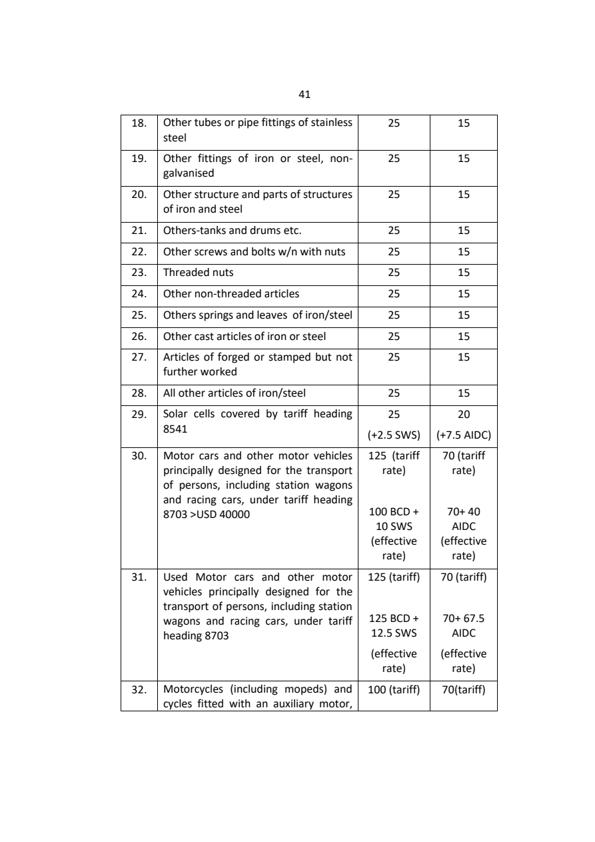 41
18. Other tubes or pipe fittings of stainless 25 15
steel
19. Other fittings of iron or steel, non- 25 15
galvanised
20. Other structure and parts of structures 25 15
of iron and steel
21. Others-tanks and drums etc. 25 15
22. Other screws and bolts w/n with nuts 25 15
23. Threaded nuts 25 15
24. Other non-threaded articles 25 15
25. Others springs and leaves of iron/steel 25 15
26. Other cast articles of iron or steel 25 15
27. Articles of forged or stamped but not 25 15
further worked
28. All other articles of iron/steel 25 15
29. Solar cells covered by tariff heading 25 20
8541 (+2.5 SWS) (+7.5 AIDC)
30. Motor cars and other motor vehicles 125 (tariff 70 (tariff
principally designed for the transport rate) rate)
of persons, including station wagons
and racing cars, under tariff heading
8703 >USD 40000 100 BCD + 70+ 40
10 SWS AIDC
(effective (effective
rate) rate)
31. Used Motor cars and other motor 125 (tariff) 70 (tariff)
vehicles principally designed for the
transport of persons, including station
wagons and racing cars, under tariff 125 BCD + 70+ 67.5
heading 8703 12.5 SWS AIDC
(effective (effective
rate) rate)
32. Motorcycles (including mopeds) and 100 (tariff) 70(tariff)
cycles fitted with an auxiliary motor,